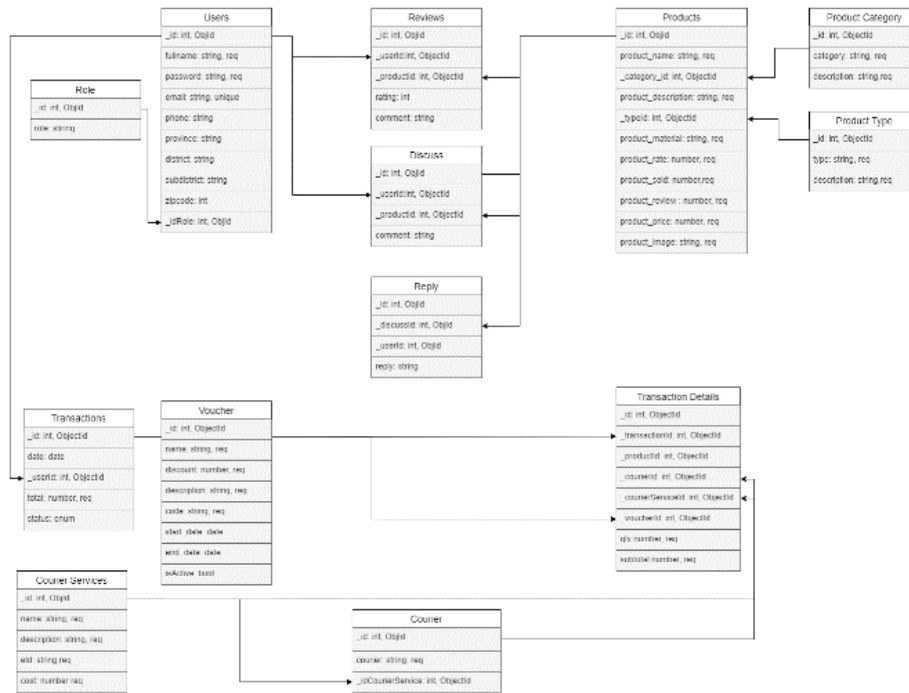 Users
_id: int, ObjId
fullname: string, req
password: string, req
email: string, unique
phone: string
province: string
district: string
subdistrict: string
zipcode: int
_idRole: int, ObjId
Role
_id: int, ObjId
role: string
Reviews
_id: int, ObjId
_userId:int, ObjectId
_productId: int, ObjectId
rating: int
comment: string
Discuss
_id: int, ObjId
_userId:int, ObjectId
_productId: int, ObjectId
comment: string
Reply
_id: int, ObjId
_discussId: int, ObjId
_userId: int, ObjId
reply: string
Products
_id: int, ObjId
product_name: string, req
_category_id: int, ObjectId
product_description: string, req
_typeId: int, ObjectId
product_material: string, req
product_rate: number, req
product_sold: number,req
product_review : number, req
product_price: number, req
product_image: string, req
Product Category
_id: int, ObjectId
category: string, req
description: string,req
Product Type
_id: int, ObjectId
type: string, req
description: string,req
Transactions
_id: int, ObjectId
date: date
_userId: int, ObjectId
total: number, req
status: enum
Voucher
_id: int, ObjectId
name: string, req
discount: number, req
description: string, req
code: string, req
start_date: date
end_date: date
isActive: bool
Transaction Details
_id: int, ObjectId
_transactionId: int, ObjectId
_productId: int, ObjectId
_courierId: int, ObjectId
_courierServiceId: int, ObjectId
_voucherId: int, ObjectId
qty:number, req
subtotal:number, req
Courier Services
_id: int, ObjId
name: string, req
description: string, req
etd: string,req
cost: number req
Courier
_id: int, ObjId
courier: string, req
_idCourierService: int, ObjectId